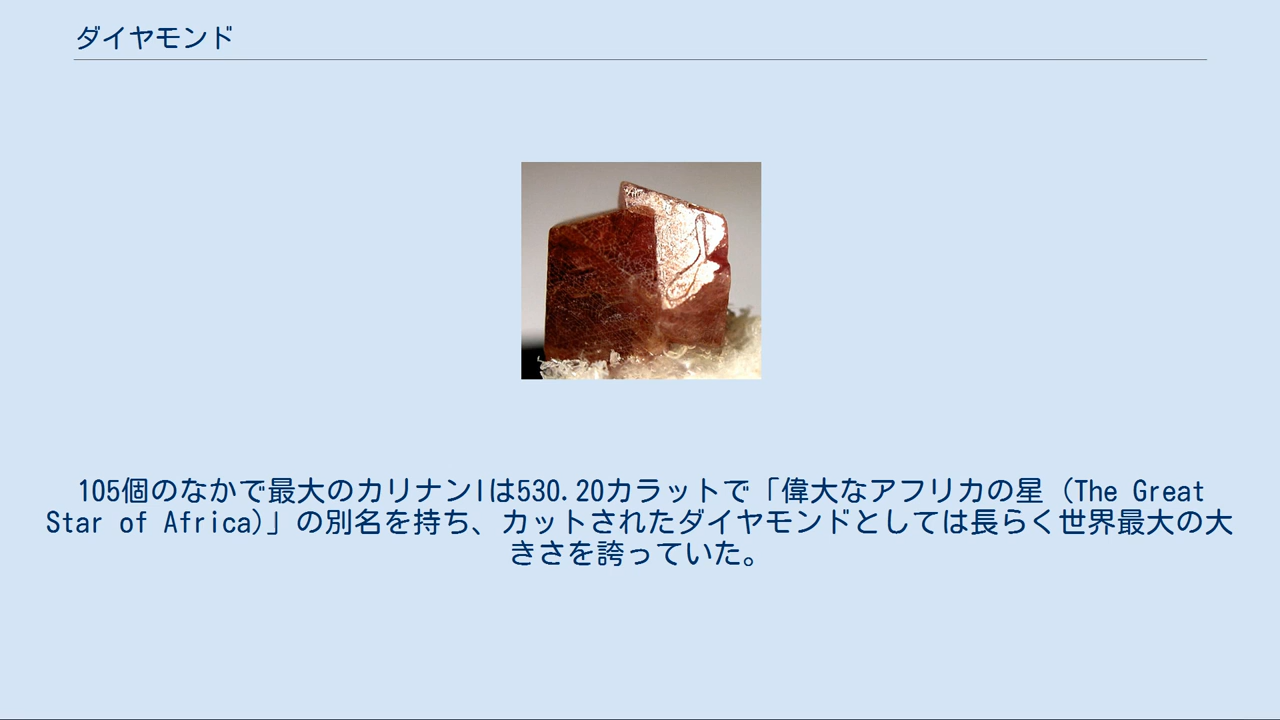 ダイヤモンド
105個のなかで最大のカリナンIは530.20カラットで「偉大なアフリカの星 (The Great
Star of Africa)」の別名を持ち、カットされたダイヤモンドとしては長らく世界最大の大
きさを誇っていた。